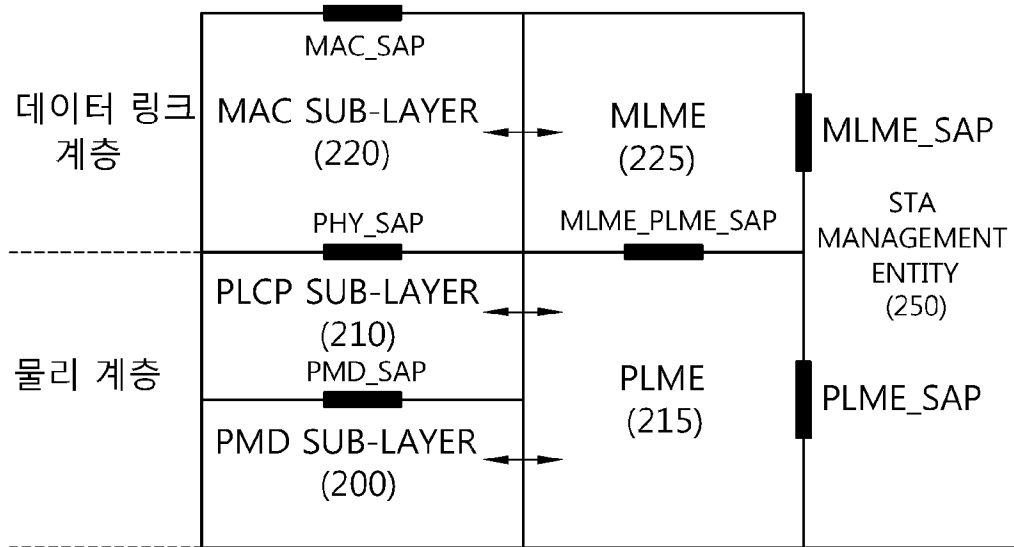 MAC_SAP
데이터 링크
계층
MAC SUB-LAYER
(220)
MLME
(225)
MLME_SAP
PHY_SAP
MLME_PLME_SAP
STA
MANAGEMENT
ENTITY
(250)
물리 계층
PLCP SUB-LAYER
(210)
PMD_SAP
PLME
(215)
PLME_SAP
PMD SUB-LAYER
(200)